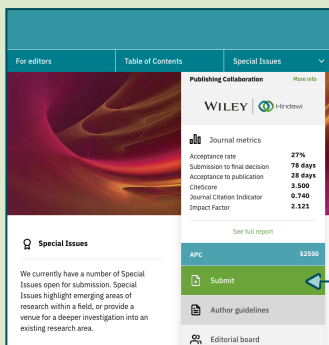 For editors
Table of Contents
Special Issues
Publishing Collaboration More info
WILEY Hindawi
Journal metrics
Acceptance rate 27%
Submission to final decision 78 days
Acceptance to publication 28 days
CiteScore 3.500
Journal Citation Indicator 0.740
Impact Factor 2.121
See full report
APC $2550
Submit
Author guidelines
Editorial board
Special Issues
We currently have a number of Special
Issues open for submission. Special
Issues highlight emerging areas of
research within a field, or provide a
venue for a deeper investigation into an
existing research area.